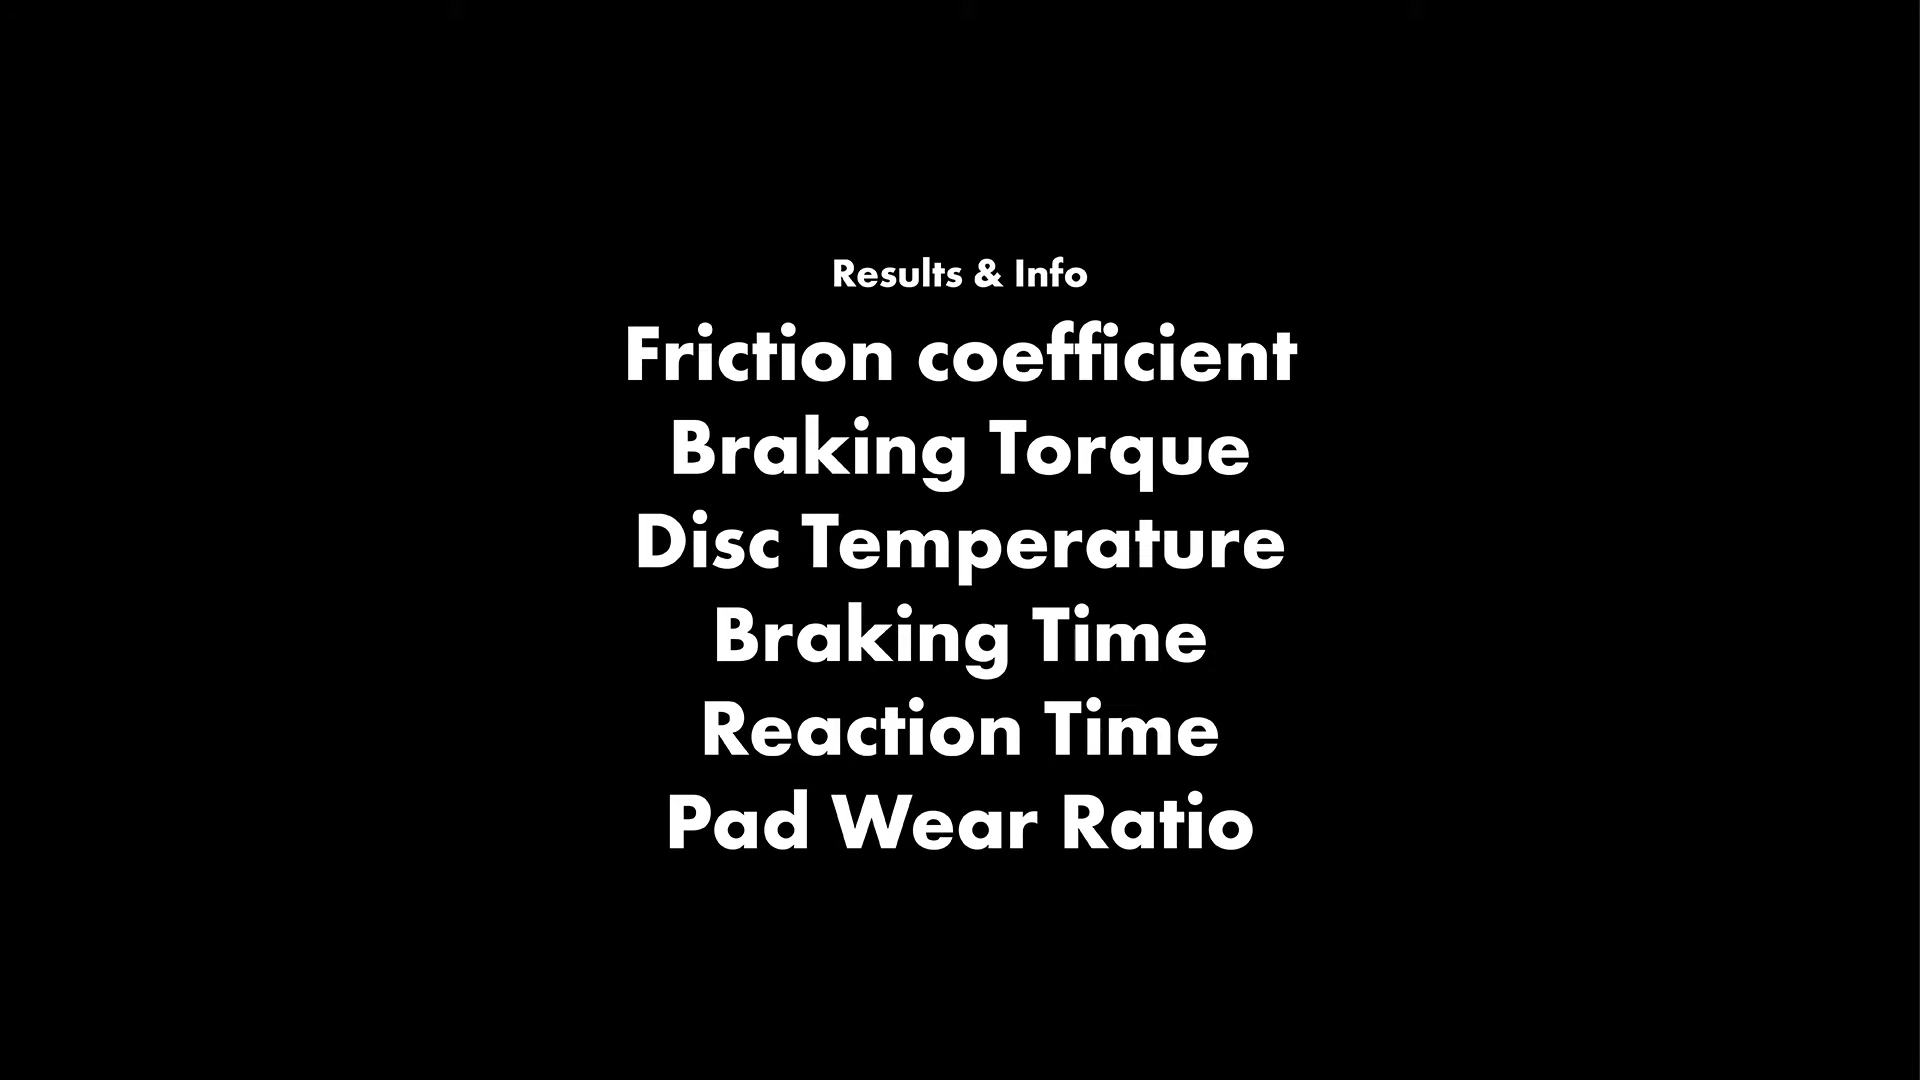 Results & Info
Friction coefficient
Braking Torque
Disc Temperature
Braking Time
Reaction Time
Pad Wear Ratio